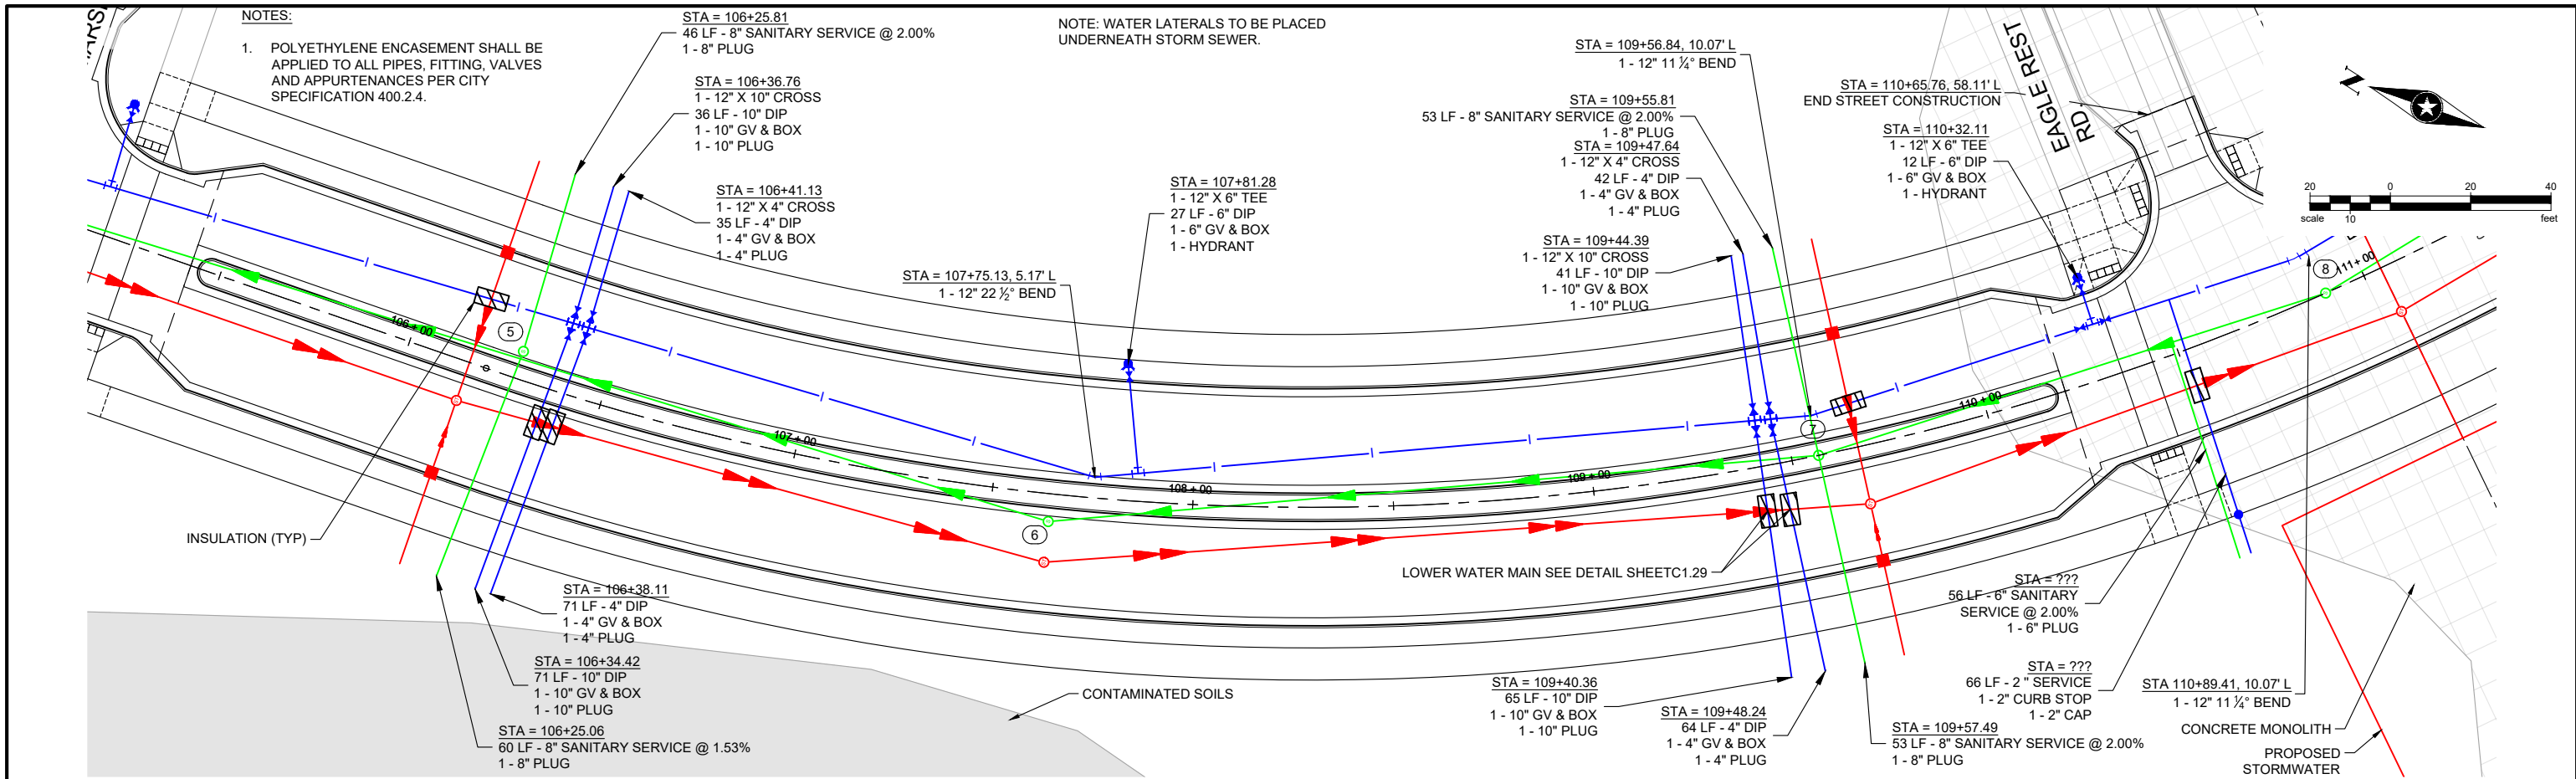 NOTES:
1. POLYETHYLENE ENCASEMENT SHALL BE
APPLIED TO ALL PIPES, FITTING, VALVES
AND APPURTENANCES PER CITY
SPECIFICATION 400.2.4.
STA = 106+25.81
46 LF - 8" SANITARY SERVICE @ 2.00%
1 - 8" PLUG
STA = 106+36.76
1 - 12" X 10" CROSS
36 LF - 10" DIP
1 - 10" GV & BOX
1 - 10" PLUG
STA = 106+41.13
1 - 12" X 4" CROSS
35 LF - 4" DIP
1 - 4" GV & BOX
1 - 4" PLUG
NOTE: WATER LATERALS TO BE PLACED
UNDERNEATH STORM SEWER.
STA = 107+75.13, 5.17' L
1 - 12" 22 ½° BEND
STA = 107+81.28
1 - 12" X 6" TEE
27 LF - 6" DIP
1 - 6" GV & BOX
1 - HYDRANT
STA = 109+56.84, 10.07' L
1 - 12" 11 ¼° BEND
STA = 109+55.81
53 LF - 8" SANITARY SERVICE @ 2.00%
1 - 8" PLUG
STA = 109+47.64
1 - 12" X 4" CROSS
42 LF - 4" DIP
1 - 4" GV & BOX
1 - 4" PLUG
STA = 109+44.39
1 - 12" X 10" CROSS
41 LF - 10" DIP
1 - 10" GV & BOX
1 - 10" PLUG
STA = 110+65.76, 58.11' L
END STREET CONSTRUCTION
STA = 110+32.11
1 - 12" X 6" TEE
12 LF - 6" DIP
1 - 6" GV & BOX
1 - HYDRANT
EAGLE REST
RD.
N
20 0 20 40
scale 10 feet
106+00
5
107+00
6
108+00
109+00
7
110+00
8
111+00
INSULATION (TYP)
STA = 106+38.11
71 LF - 4" DIP
1 - 4" GV & BOX
1 - 4" PLUG
STA = 106+34.42
71 LF - 10" DIP
1 - 10" GV & BOX
1 - 10" PLUG
STA = 106+25.06
60 LF - 8" SANITARY SERVICE @ 1.53%
1 - 8" PLUG
CONTAMINATED SOILS
LOWER WATER MAIN SEE DETAIL SHEETC1.29
STA = 109+40.36
65 LF - 10" DIP
1 - 10" GV & BOX
1 - 10" PLUG
STA = 109+48.24
64 LF - 4" DIP
1 - 4" GV & BOX
1 - 4" PLUG
STA = 109+57.49
53 LF - 8" SANITARY SERVICE @ 2.00%
1 - 8" PLUG
STA = ???
56 LF - 6" SANITARY
SERVICE @ 2.00%
1 - 6" PLUG
STA = ???
66 LF - 2 " SERVICE
1 - 2" CURB STOP
1 - 2" CAP
STA 110+89.41, 10.07' L
1 - 12" 11 ¼° BEND
CONCRETE MONOLITH
PROPOSED
STORMWATER